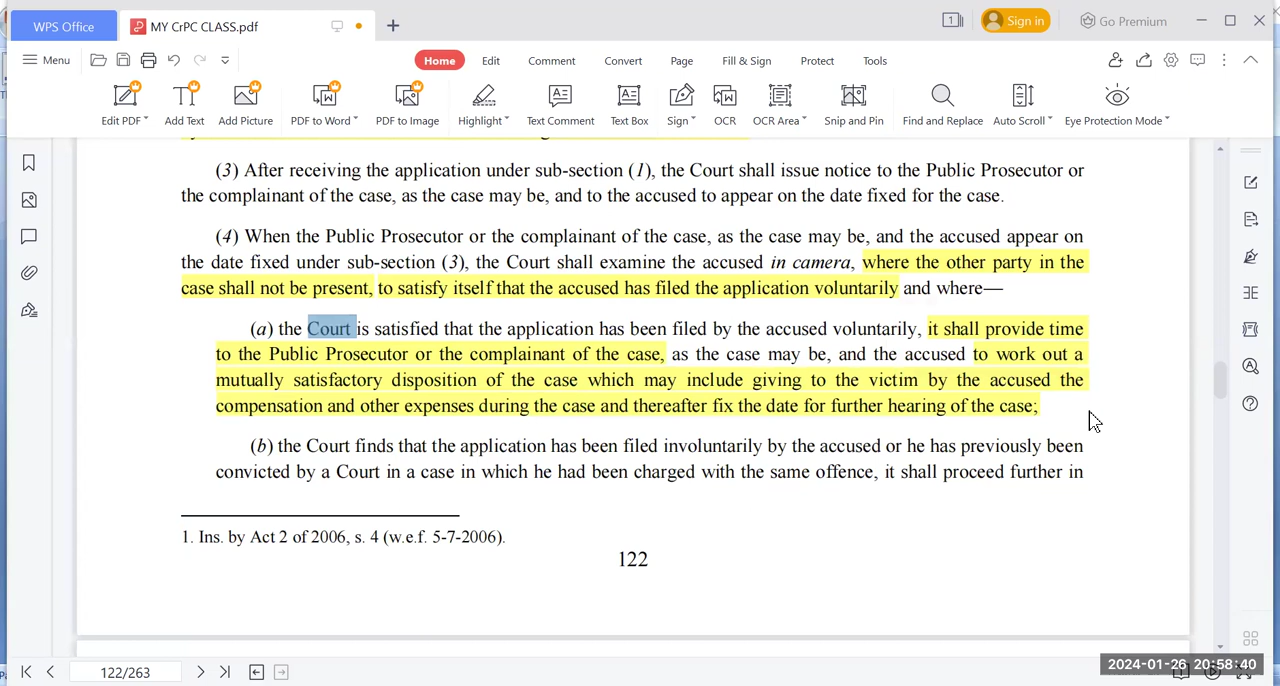 WPS Office
MY CrPC CLASS.pdf
1
Sign in
Go Premium
Menu
Home
Edit
Comment
Convert
Page
Fill & Sign
Protect
Tools
Edit PDF
Add Text
Add Picture
PDF to Word
PDF to Image
Highlight
Text Comment
Text Box
Sign
OCR
OCR Area
Snip and Pin
Find and Replace
Auto Scroll
Eye Protection Mode
(3) After receiving the application under sub-section (1), the Court shall issue notice to the Public Prosecutor or
the complainant of the case, as the case may be, and to the accused to appear on the date fixed for the case.
(4) When the Public Prosecutor or the complainant of the case, as the case may be, and the accused appear on
the date fixed under sub-section (3), the Court shall examine the accused in camera, where the other party in the
case shall not be present, to satisfy itself that the accused has filed the application voluntarily and where—
(a) the Court is satisfied that the application has been filed by the accused voluntarily, it shall provide time
to the Public Prosecutor or the complainant of the case, as the case may be, and the accused to work out a
mutually satisfactory disposition of the case which may include giving to the victim by the accused the
compensation and other expenses during the case and thereafter fix the date for further hearing of the case;
(b) the Court finds that the application has been filed involuntarily by the accused or he has previously been
convicted by a Court in a case in which he had been charged with the same offence, it shall proceed further in
1. Ins. by Act 2 of 2006, s. 4 (w.e.f. 5-7-2006).
122
122/263
2024-01-26 20:58:40